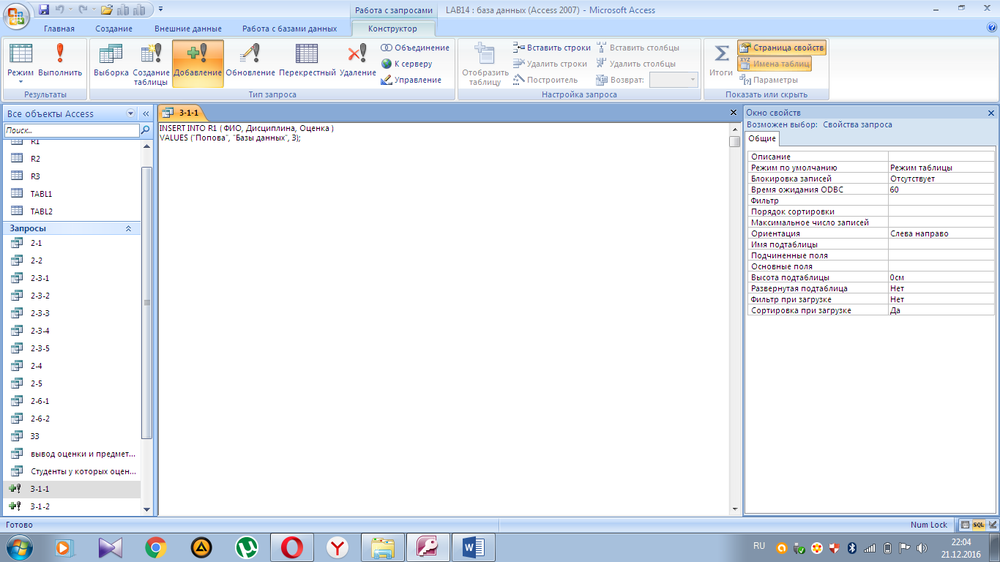 Работа с запросами
LAB14 : база данных (Access 2007) - Microsoft Access
Главная Создание Внешние данные Работа с базами данных Конструктор
Режим
Выполнить
Результаты
Выборка
Создание таблицы
Добавление
Обновление
Перекрестный
Удаление
Объединение
К серверу
Управление
Тип запроса
Отобразить таблицу
Вставить строки
Удалить строки
Построитель
Вставить столбцы
Удалить столбцы
Возврат:
Настройка запроса
Итоги
Страница свойств
XYZ Имена таблиц
Параметры
Показать или скрыть
Все объекты Access
Поиск...
R1
R2
R3
TABL1
TABL2
Запросы
2-1
2-2
2-3-1
2-3-2
2-3-3
2-3-4
2-3-5
2-4
2-5
2-6-1
2-6-2
33
вывод оценки и предмет...
Студенты у которых оцен...
3-1-1
3-1-2
3-1-1
INSERT INTO R1 ( ФИО, Дисциплина, Оценка )
VALUES ("Попова", "Базы данных", 3);
Окно свойств
Возможен выбор: Свойства запроса
Общие
Описание
Режим по умолчанию Режим таблицы
Блокировка записей Отсутствует
Время ожидания ODBC 60
Фильтр
Порядок сортировки
Максимальное число записей
Ориентация Слева направо
Имя подтаблицы
Подчиненные поля
Основные поля
Высота подтаблицы 0см
Развернутая подтаблица Нет
Фильтр при загрузке Нет
Сортировка при загрузке Да
Готово
Num Lock
SQL
RU
22:04
21.12.2016